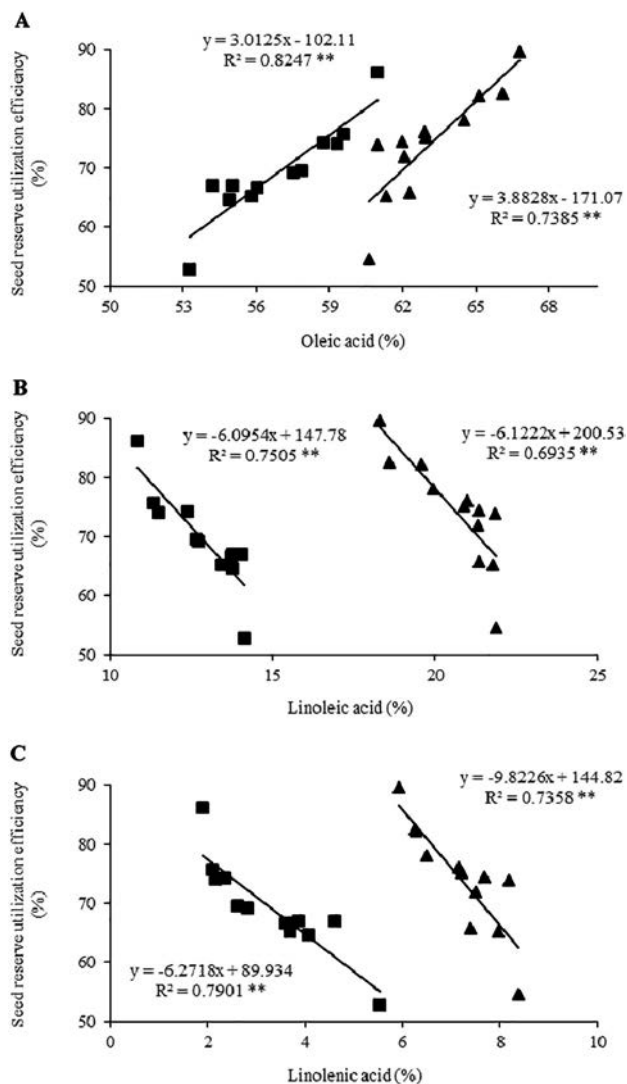 A
y = 3.0125x - 102.11
R² = 0.8247 **
y = 3.8828x - 171.07
R² = 0.7385 **
Seed reserve utilization efficiency
(%)
90
80
70
60
50
50 53 56 59 62 65 68
Oleic acid (%)
B
y = -6.0954x + 147.78
R² = 0.7505 **
y = -6.1222x + 200.53
R² = 0.6935 **
Seed reserve utilization efficiency
(%)
90
80
70
60
50
10 15 20 25
Linoleic acid (%)
C
y = -9.8226x + 144.82
R² = 0.7358 **
y = -6.2718x + 89.934
R² = 0.7901 **
Seed reserve utilization efficiency
(%)
90
80
70
60
50
0 2 4 6 8 10
Linolenic acid (%)